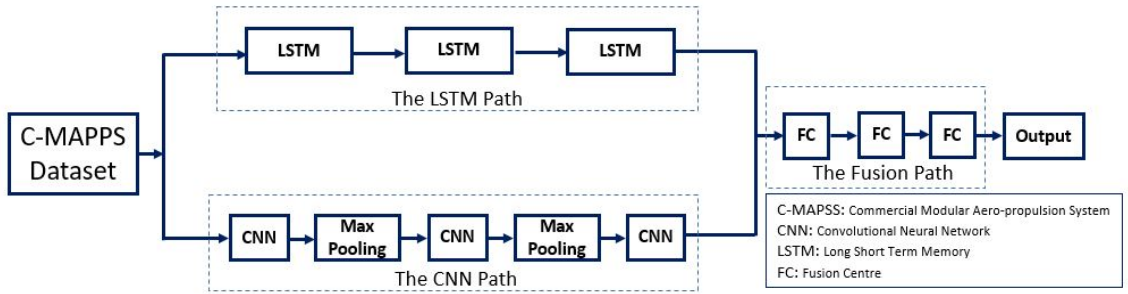 LSTM
LSTM
LSTM
The LSTM Path
C-MAPPS
Dataset
CNN
Max
Pooling
CNN
Max
Pooling
CNN
The CNN Path
FC
FC
FC
The Fusion Path
Output
C-MAPSS: Commercial Modular Aero-propulsion System
CNN: Convolutional Neural Network
LSTM: Long Short Term Memory
FC: Fusion Centre